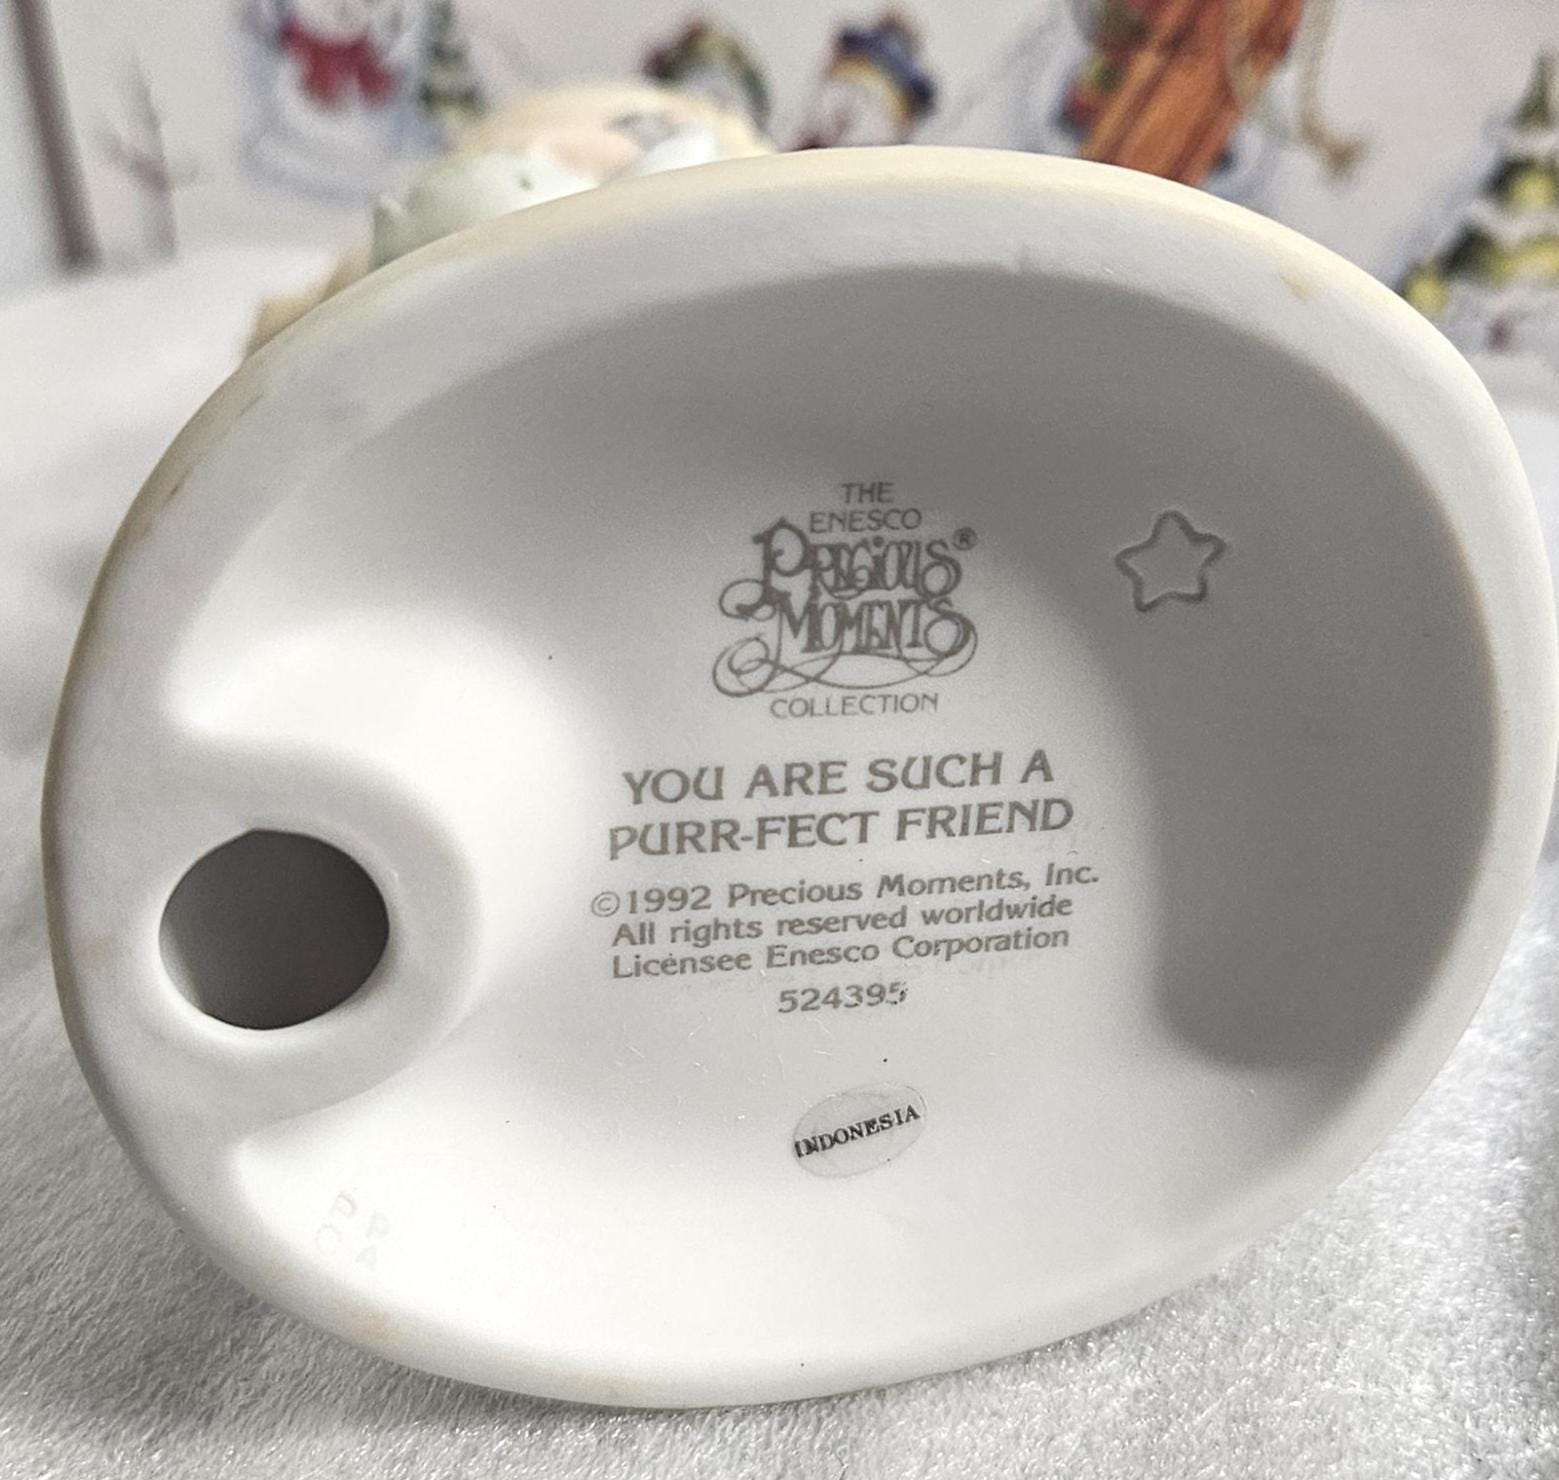 THE
ENESCO
PRECIOUS®
MOMENTS
COLLECTION
YOU ARE SUCH A
PURR-FECT FRIEND
©1992 Precious Moments, Inc.
All rights reserved worldwide
Licensee Enesco Corporation
524395
INDONESIA